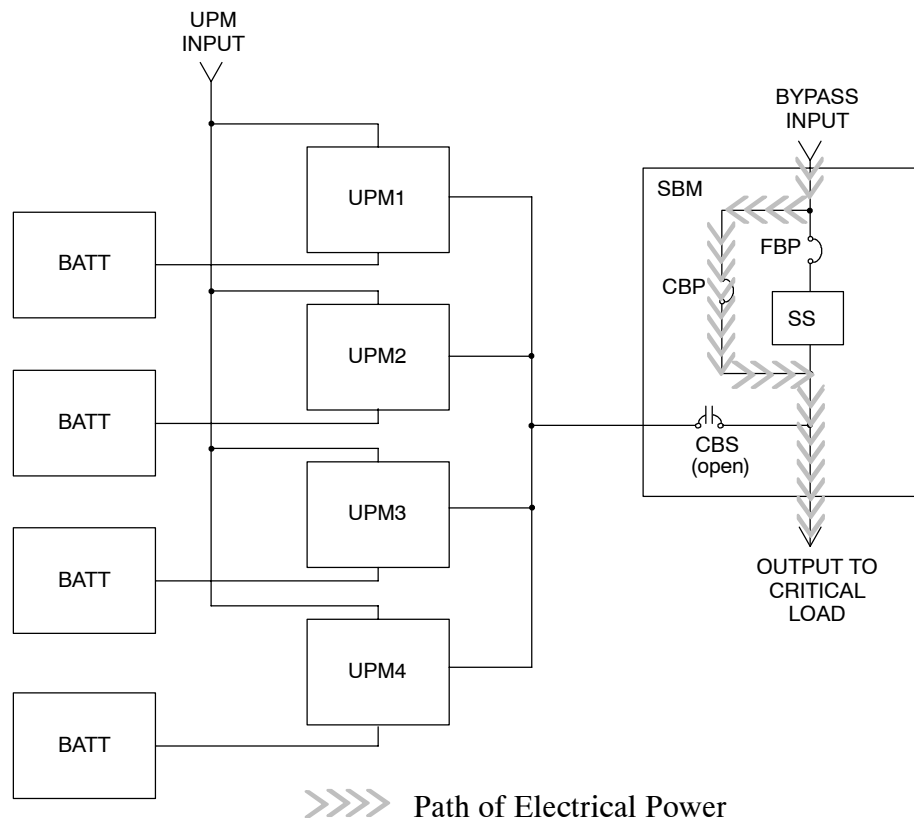 UPM
INPUT
BYPASS
INPUT
SBM
UPM1
BATT
FBP
CBP
SS
UPM2
BATT
CBS
(open)
UPM3
BATT
OUTPUT TO
CRITICAL
LOAD
UPM4
BATT
Path of Electrical Power